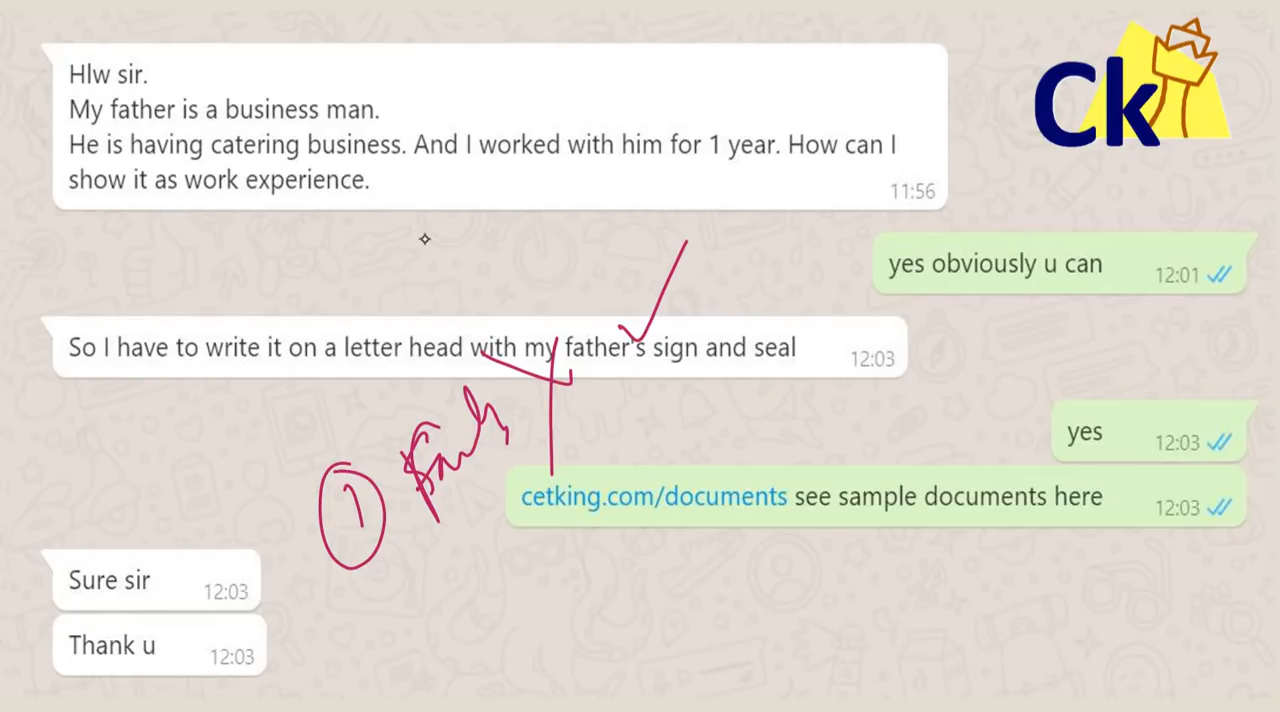 Ck
Hlw sir.
My father is a business man.
He is having catering business. And I worked with him for 1 year. How can I
show it as work experience.
11:56
yes obviously u can
12:01
So I have to write it on a letter head with my father's sign and seal
12:03
yes
12:03
1
cetking.com/documents see sample documents here
12:03
Sure sir
12:03
Thank u
12:03